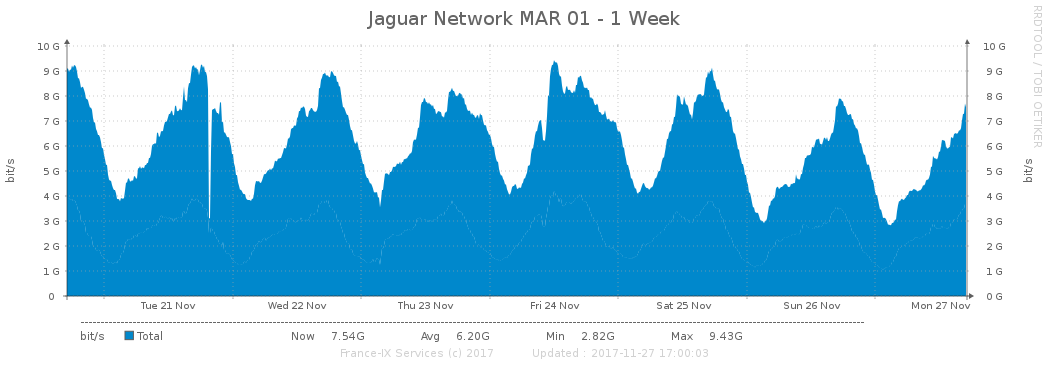 Jaguar Network MAR 01 - 1 Week
RRDTOOL / TOBI OETIKER
bit/s
10 G
9 G
8 G
7 G
6 G
5 G
4 G
3 G
2 G
1 G
0
10 G
9 G
8 G
7 G
6 G
5 G
4 G
3 G
2 G
1 G
0 G
bit/s
Tue 21 Nov Wed 22 Nov Thu 23 Nov Fri 24 Nov Sat 25 Nov Sun 26 Nov Mon 27 Nov
bit/s Total Now 7.54G Avg 6.20G Min 2.82G Max 9.43G
France-IX Services (c) 2017 Updated : 2017-11-27 17:00:03